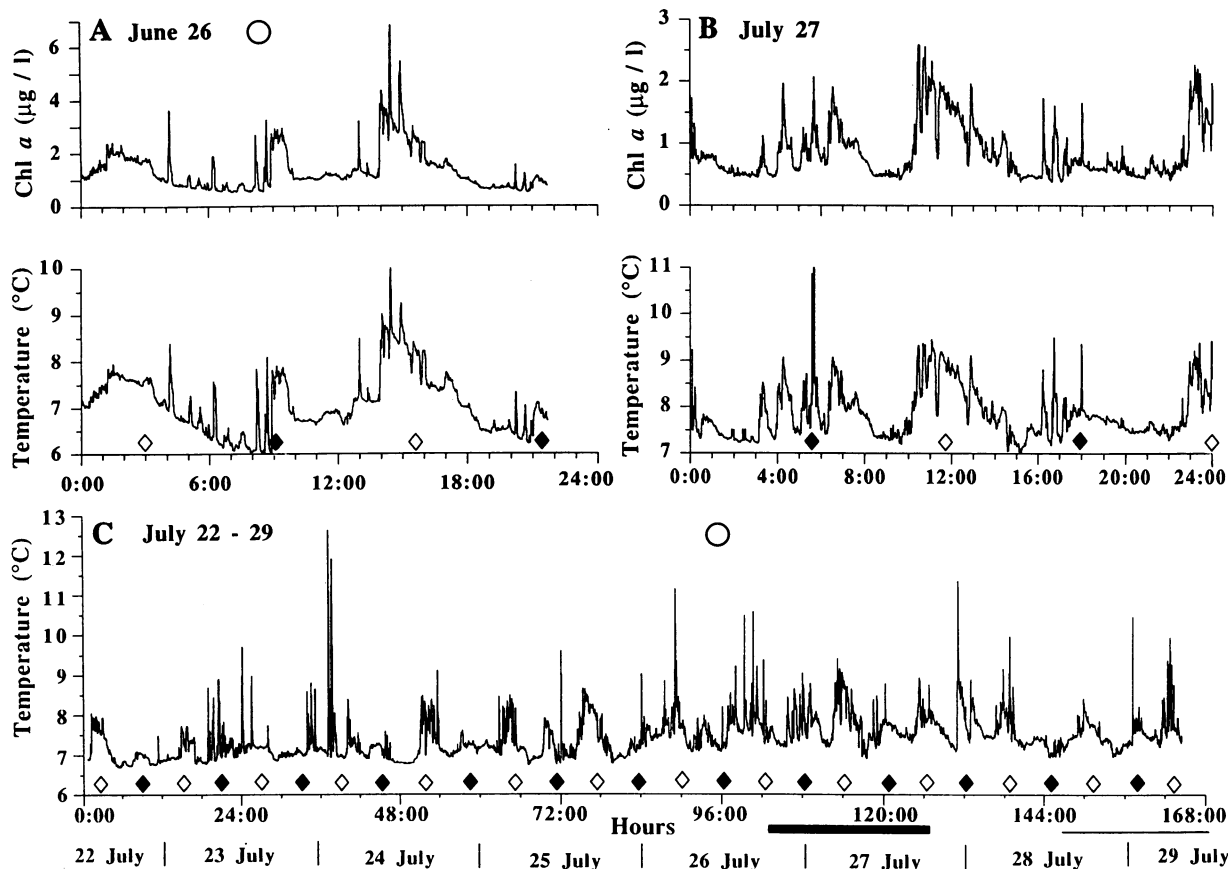 A June 26
Chl a (µg / l)
6
4
2
0
Temperature (°C)
10
9
8
7
6
0:00 6:00 12:00 18:00 24:00
B July 27
Chl a (µg / l)
3
2
1
0
Temperature (°C)
11
10
9
8
7
0:00 4:00 8:00 12:00 16:00 20:00 24:00
C July 22 - 29
Temperature (°C)
13
12
11
10
9
8
7
6
0:00 24:00 48:00 72:00 96:00 120:00 144:00 168:00
Hours
22 July | 23 July | 24 July | 25 July | 26 July | 27 July | 28 July | 29 July